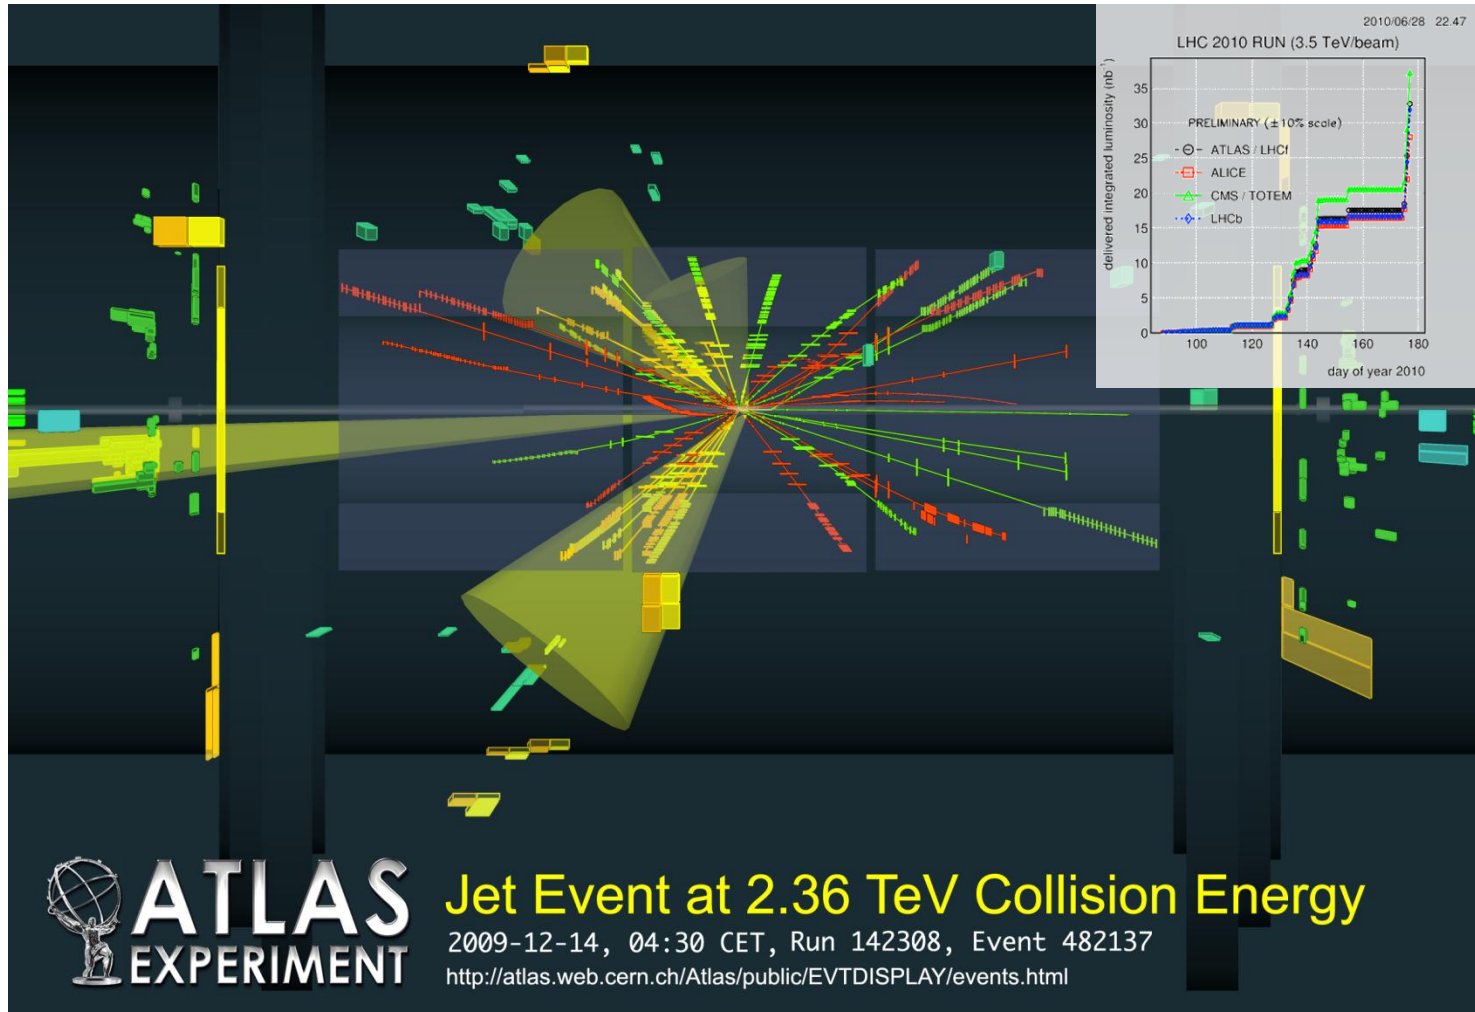 2010/06/28 22.47
LHC 2010 RUN (3.5 TeV/beam)
delivered integrated luminosity (nb⁻¹)
PRELIMINARY (±10% scale)
ATLAS / LHCf
ALICE
CMS / TOTEM
LHCb
35
30
25
20
15
10
5
0
100 120 140 160 180
day of year 2010
ATLAS
EXPERIMENT
Jet Event at 2.36 TeV Collision Energy
2009-12-14, 04:30 CET, Run 142308, Event 482137
http://atlas.web.cern.ch/Atlas/public/EVTDISPLAY/events.html